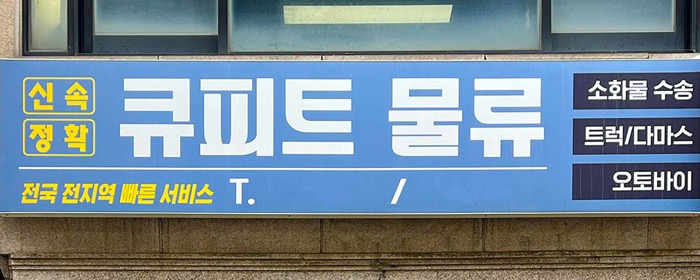 신속
정확
큐피트 물류
전국 전지역 빠른 서비스 T. /
소화물 수송
트럭/다마스
오토바이